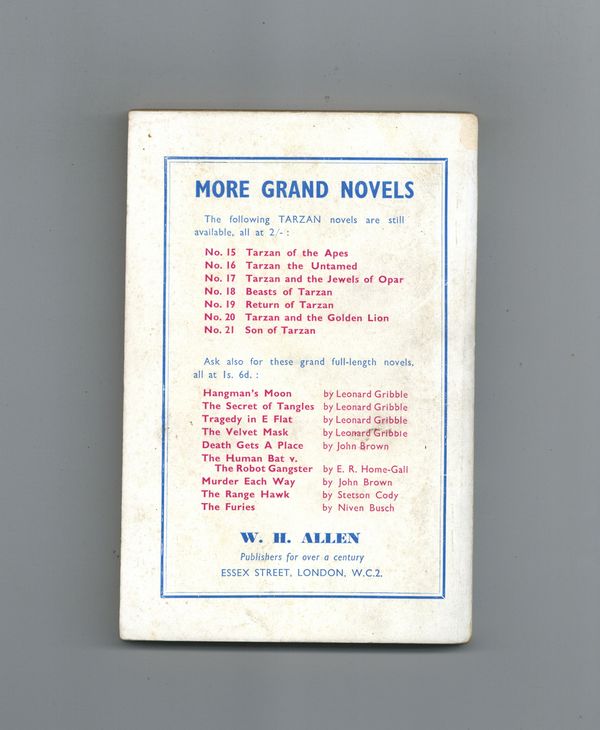 MORE GRAND NOVELS
The following TARZAN novels are still
available, all at 2/- :
No. 15 Tarzan of the Apes
No. 16 Tarzan the Untamed
No. 17 Tarzan and the Jewels of Opar
No. 18 Beasts of Tarzan
No. 19 Return of Tarzan
No. 20 Tarzan and the Golden Lion
No. 21 Son of Tarzan
Ask also for these grand full-length novels,
all at 1s. 6d. :
Hangman's Moon by Leonard Gribble
The Secret of Tangles by Leonard Gribble
Tragedy in E Flat by Leonard Gribble
The Velvet Mask by Leonard Gribble
Death Gets A Place by John Brown
The Human Bat v.
The Robot Gangster by E. R. Home-Gall
Murder Each Way by John Brown
The Range Hawk by Stetson Cody
The Furies by Niven Busch
W. H. ALLEN
Publishers for over a century
ESSEX STREET, LONDON, W.C.2.